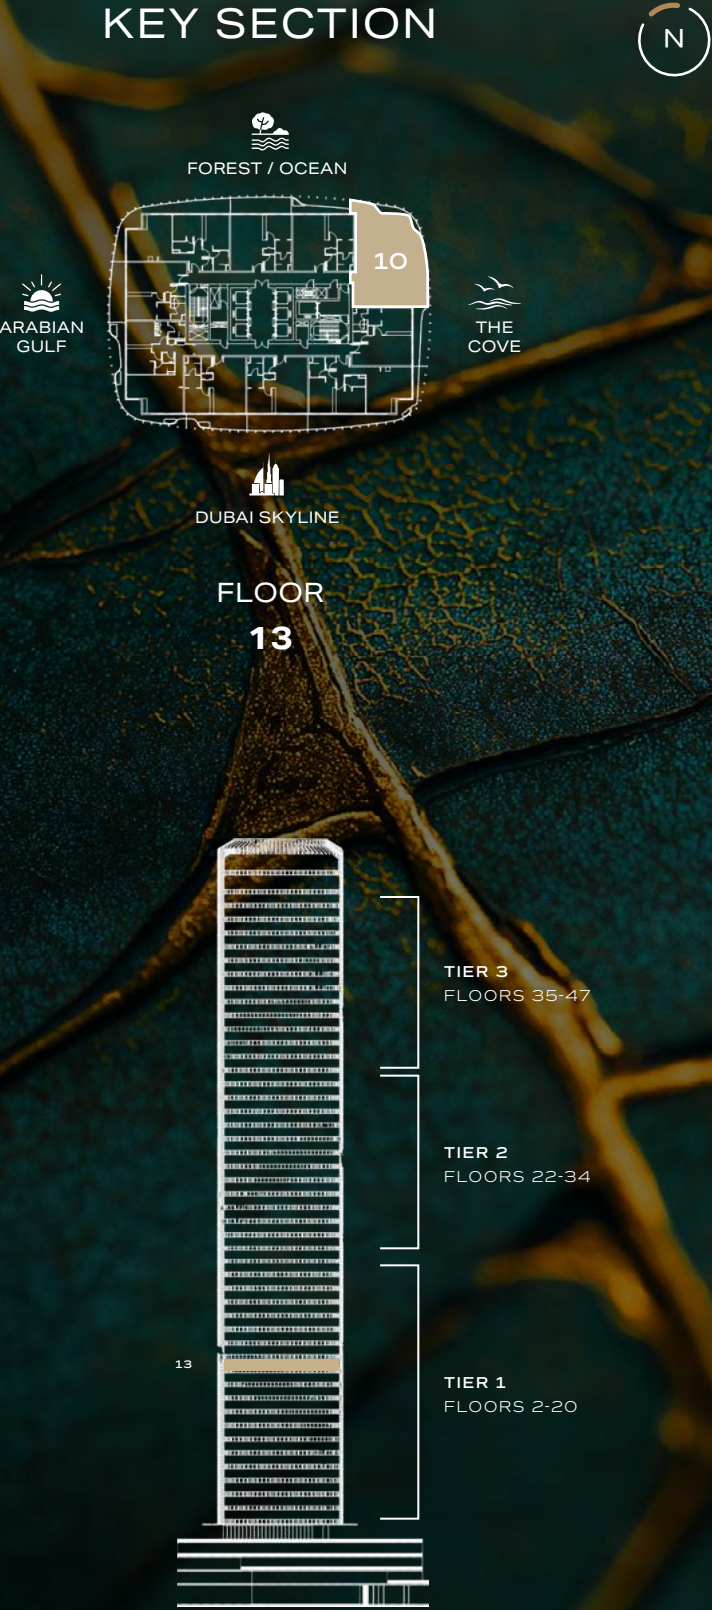 KEY SECTION
N
FOREST / OCEAN
10
ARABIAN
GULF
THE
COVE
DUBAI SKYLINE
FLOOR
13
TIER 3
FLOORS 35-47
TIER 2
FLOORS 22-34
13
TIER 1
FLOORS 2-20